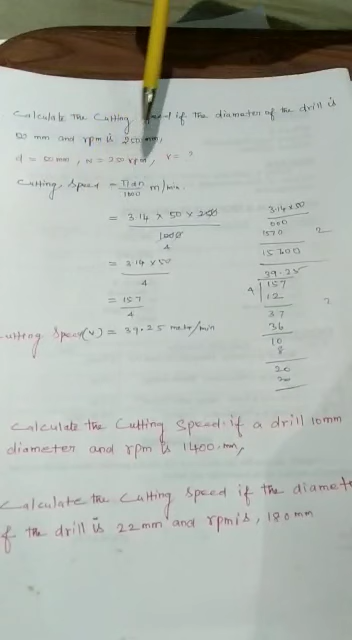 Calculate The Cutting if the diameter of the drill is
50 mm and rpm is 250
d = 50 mm, N = 250 rpm, V = ?
Cutting Speed = πdn/1000 m/min.
= 3.14 x 50 x 250
1000
4
= 3.14 x 50
4
= 157
4
Cutting Speed (v) = 39.25 meter/min
3.14 x 50
000
1570
15700
39.25
4 157
12
37
36
10
8
20
20
Calculate the Cutting Speed if a drill 10mm
diameter and rpm is 1400.mm,
Calculate the Cutting Speed if the diamete
f the drill is 22mm and rpm is, 180 mm